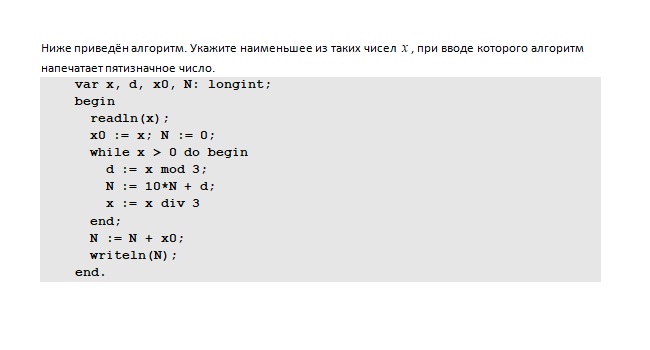 Ниже приведён алгоритм. Укажите наименьшее из таких чисел x , при вводе которого алгоритм
напечатает пятизначное число.
var x, d, x0, N: longint;
begin
readln(x);
x0 := x; N := 0;
while x > 0 do begin
d := x mod 3;
N := 10*N + d;
x := x div 3
end;
N := N + x0;
writeln(N);
end.